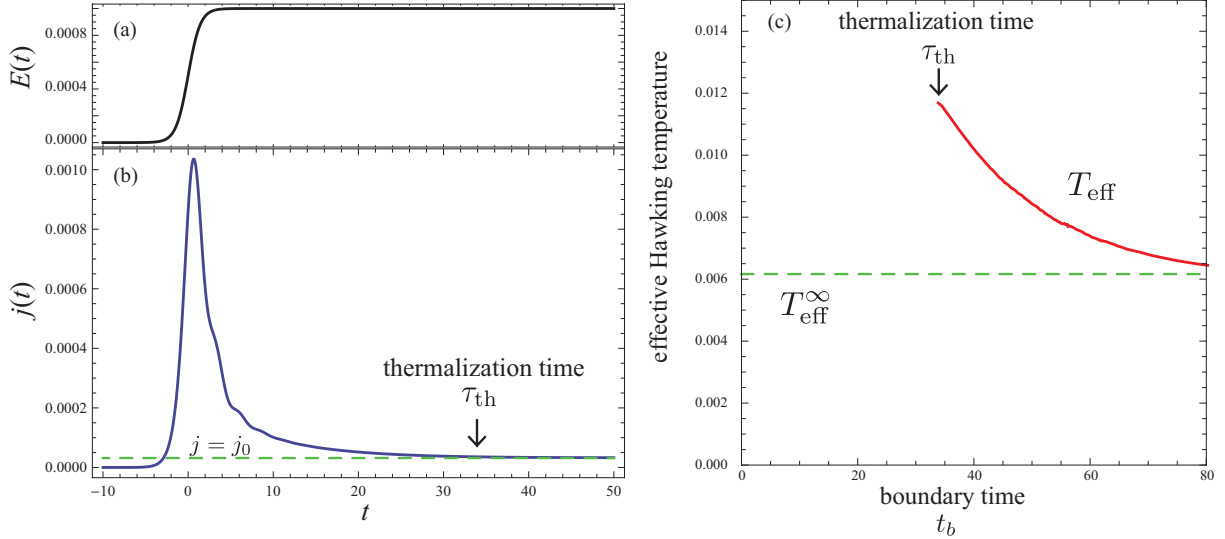 (a)
E(t)
0.0008
0.0004
0.0000
(b)
j(t)
0.0010
0.0008
0.0006
0.0004
0.0002
0.0000
thermalization time
τth
j = j0
−10 0 10 20 30 40 50
t
(c)
effective Hawking temperature
0.014
0.012
0.010
0.008
0.006
0.004
0.002
0.000
thermalization time
τth
Teff
T∞eff
0 20 40 60 80
boundary time
tb